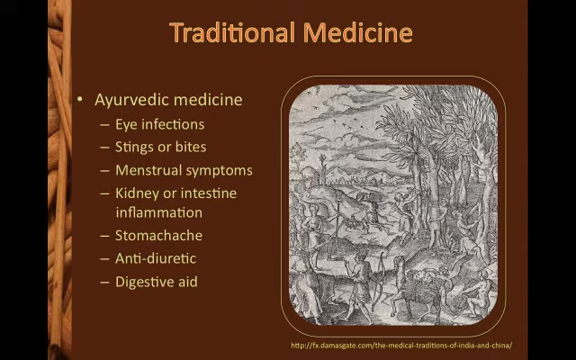 Traditional Medicine
• Ayurvedic medicine
– Eye infections
– Stings or bites
– Menstrual symptoms
– Kidney or intestine
inflammation
– Stomachache
– Anti-diuretic
– Digestive aid
http://fx.damasgate.com/the-medical-traditions-of-india-and-china/